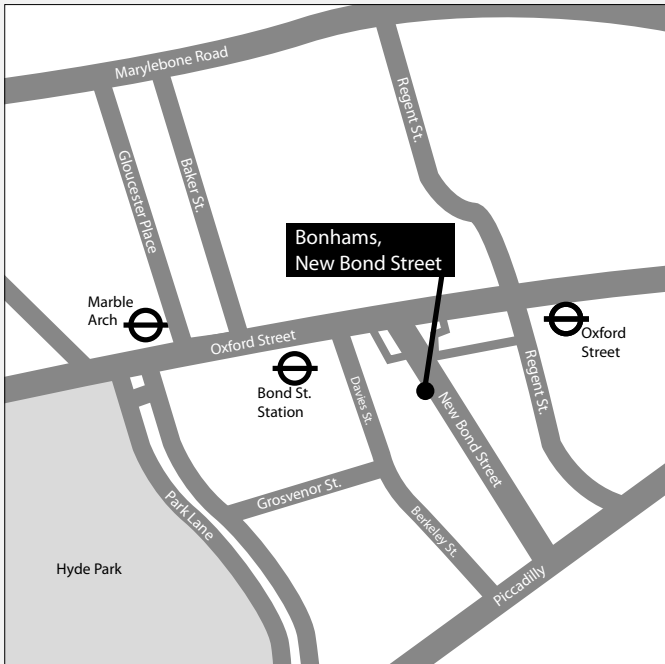 Marylebone Road
Regent St.
Gloucester Place
Baker St.
Bonhams,
New Bond Street
Marble
Arch
Oxford Street
Oxford
Street
Bond St.
Station
Davies St.
Regent St.
New Bond Street
Grosvenor St.
Park Lane
Berkeley St.
Hyde Park
Piccadilly